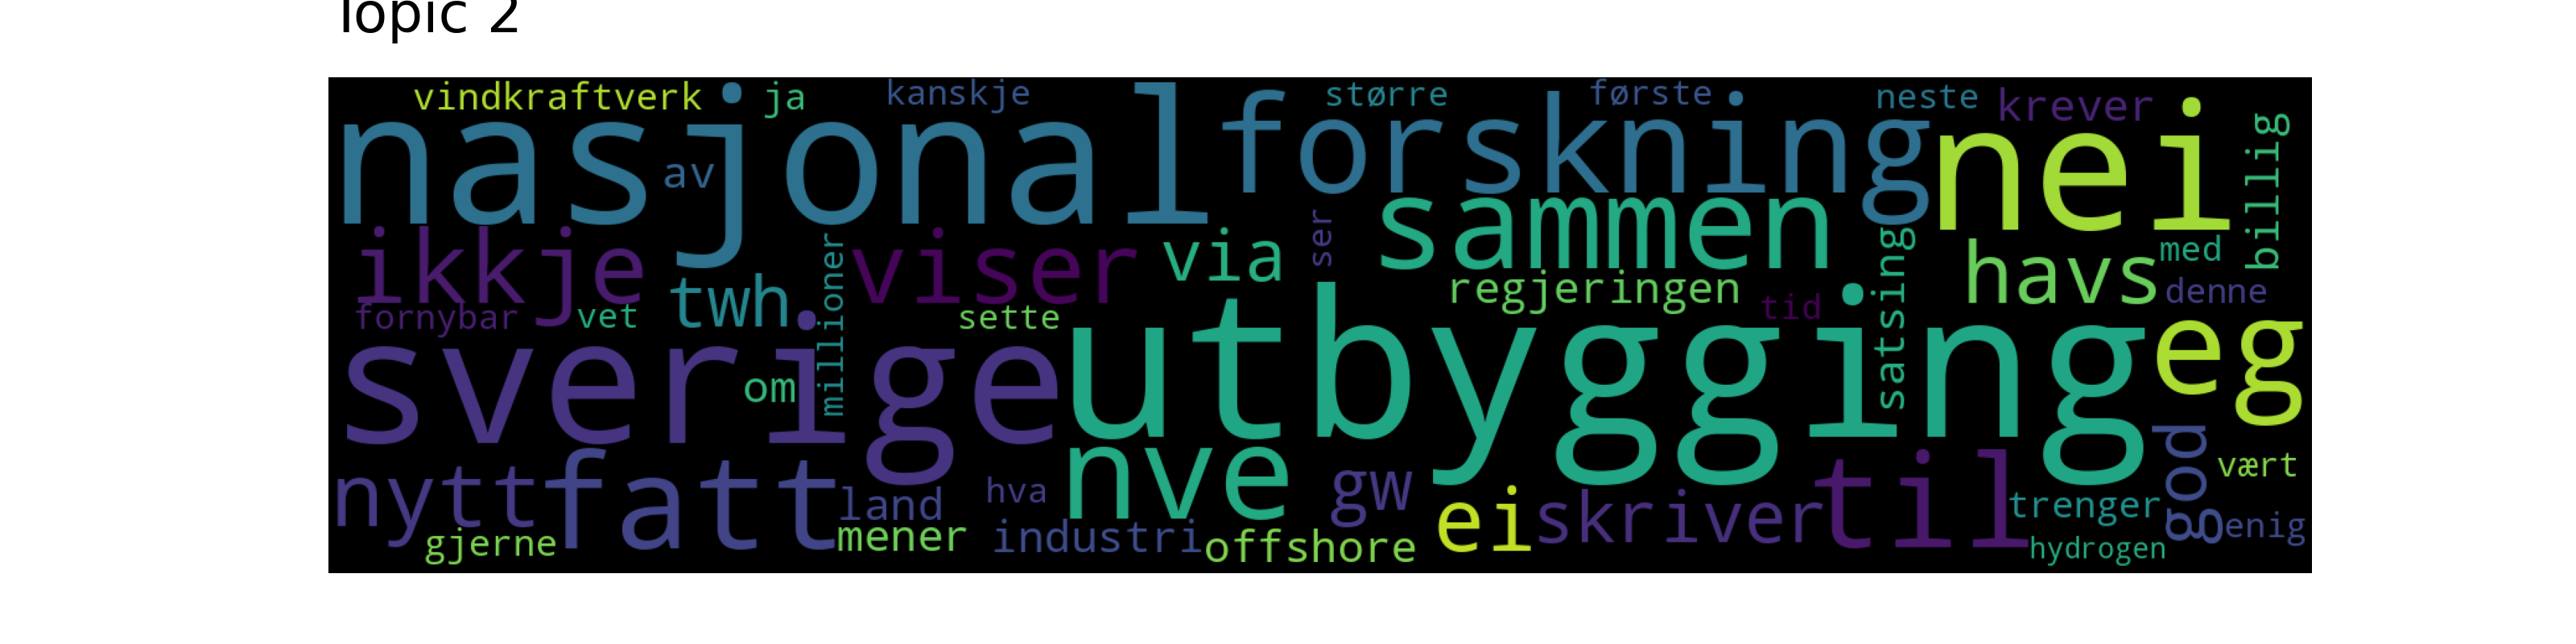 Topic 2
vindkraftverk ja kanskje større første neste krever
nasjonal forskning nei billig
av
sammen
ikkje viser via ser havs med
twh millioner regjeringen satsing denne
fornybar vet sette tid
sverige utbygging eg
om
nytt fatt nve gw til god vært
land hva ei skriver trenger
gjerne mener industri offshore hydrogen enig